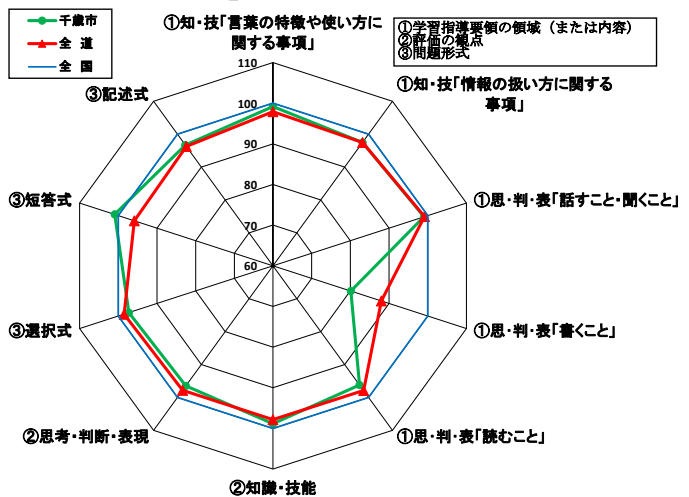 千歳市
全 道
全 国
①知・技「言葉の特徴や使い方に
関する事項」
①学習指導要領の領域（または内容）
②評価の観点
③問題形式
①知・技「情報の扱い方に関する
事項」
①思・判・表「話すこと・聞くこと」
①思・判・表「書くこと」
①思・判・表「読むこと」
②知識・技能
②思考・判断・表現
③選択式
③短答式
③記述式
110
100
90
80
70
60